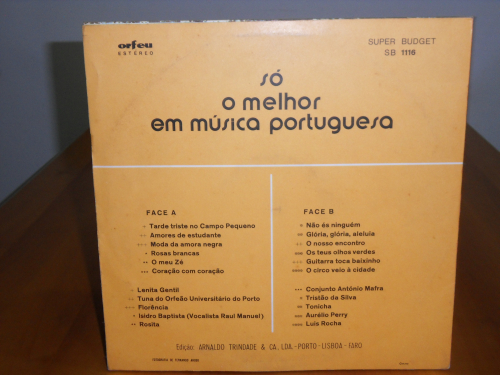 orfeu
ESTÉREO
SUPER BUDGET
SB 1116
só
o melhor
em música portuguesa
FACE A
Tarde triste no Campo Pequeno
Amores de estudante
Moda da amora negra
Rosas brancas
O meu Zé
Coração com coração
Lenita Gentil
Tuna do Orfeão Universitário do Porto
Florência
Isidro Baptista (Vocalista Raul Manuel)
Rosita
FACE B
Não és ninguém
Glória, glória, aleluia
O nosso encontro
Os teus olhos verdes
Guitarra toca baixinho
O circo veio à cidade
Conjunto António Mafra
Tristão da Silva
Tonicha
Aurélio Perry
Luís Rocha
Edição: ARNALDO TRINDADE & CA. LDA.-PORTO-LISBOA-FARO